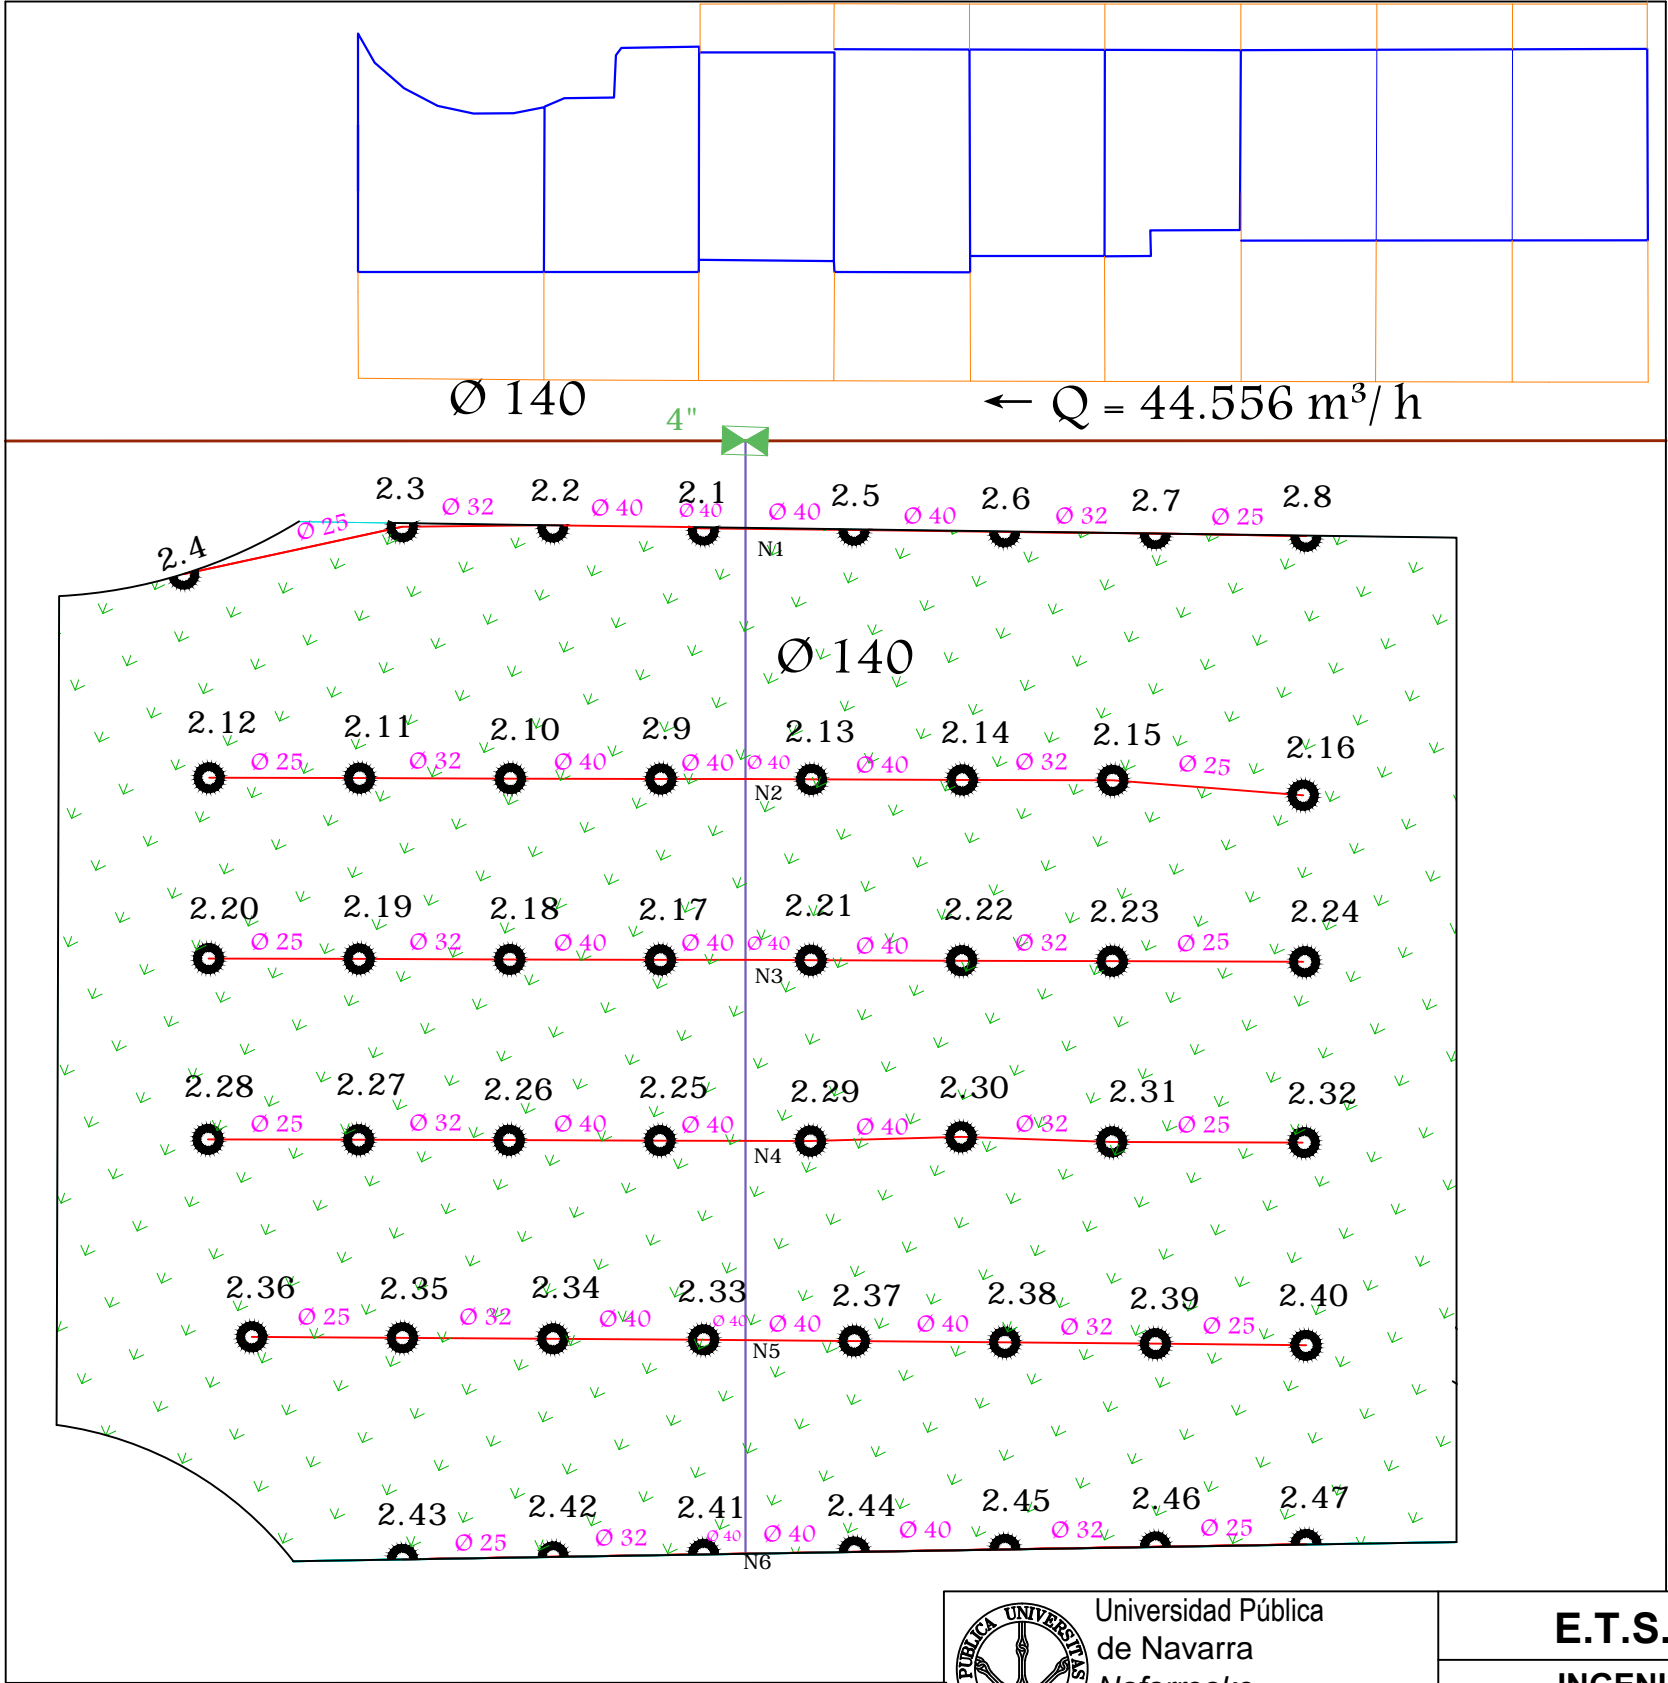 Ø 140
← Q = 44.556 m³/ h
4"
2.3 2.2 2.1 2.5 2.6 2.7 2.8
Ø 25 Ø 32 Ø 40 Ø 40 Ø 40 Ø 40 Ø 32 Ø 25
2.4
N1
Ø 140
2.12 2.11 2.10 2.9 2.13 2.14 2.15 2.16
Ø 25 Ø 32 Ø 40 Ø 40 Ø 40 Ø 40 Ø 32 Ø 25
N2
2.20 2.19 2.18 2.17 2.21 2.22 2.23 2.24
Ø 25 Ø 32 Ø 40 Ø 40 Ø 40 Ø 40 Ø 32 Ø 25
N3
2.28 2.27 2.26 2.25 2.29 2.30 2.31 2.32
Ø 25 Ø 32 Ø 40 Ø 40 Ø 40 Ø 32 Ø 25
N4
2.36 2.35 2.34 2.33 2.37 2.38 2.39 2.40
Ø 25 Ø 32 Ø 40 Ø 40 Ø 40 Ø 40 Ø 32 Ø 25
N5
2.43 2.42 2.41 2.44 2.45 2.46 2.47
Ø 25 Ø 32 Ø 40 Ø 40 Ø 40 Ø 32 Ø 25
N6
PUBLICA UNIVERSITAS
Universidad Pública
de Navarra
E.T.S.